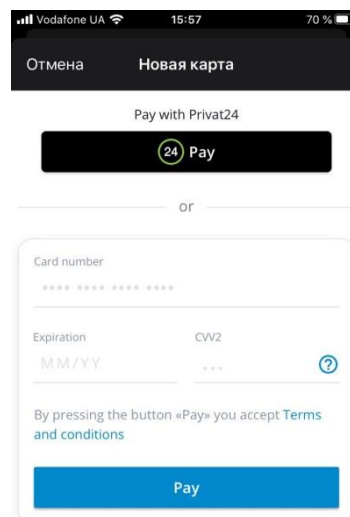 Vodafone UA 15:57 70 %
Отмена Новая карта
Pay with Privat24
24 Pay
or
Card number
•••• •••• •••• ••••
Expiration CVV2
MM/YY ••• ?
By pressing the button «Pay» you accept Terms
and conditions
Pay